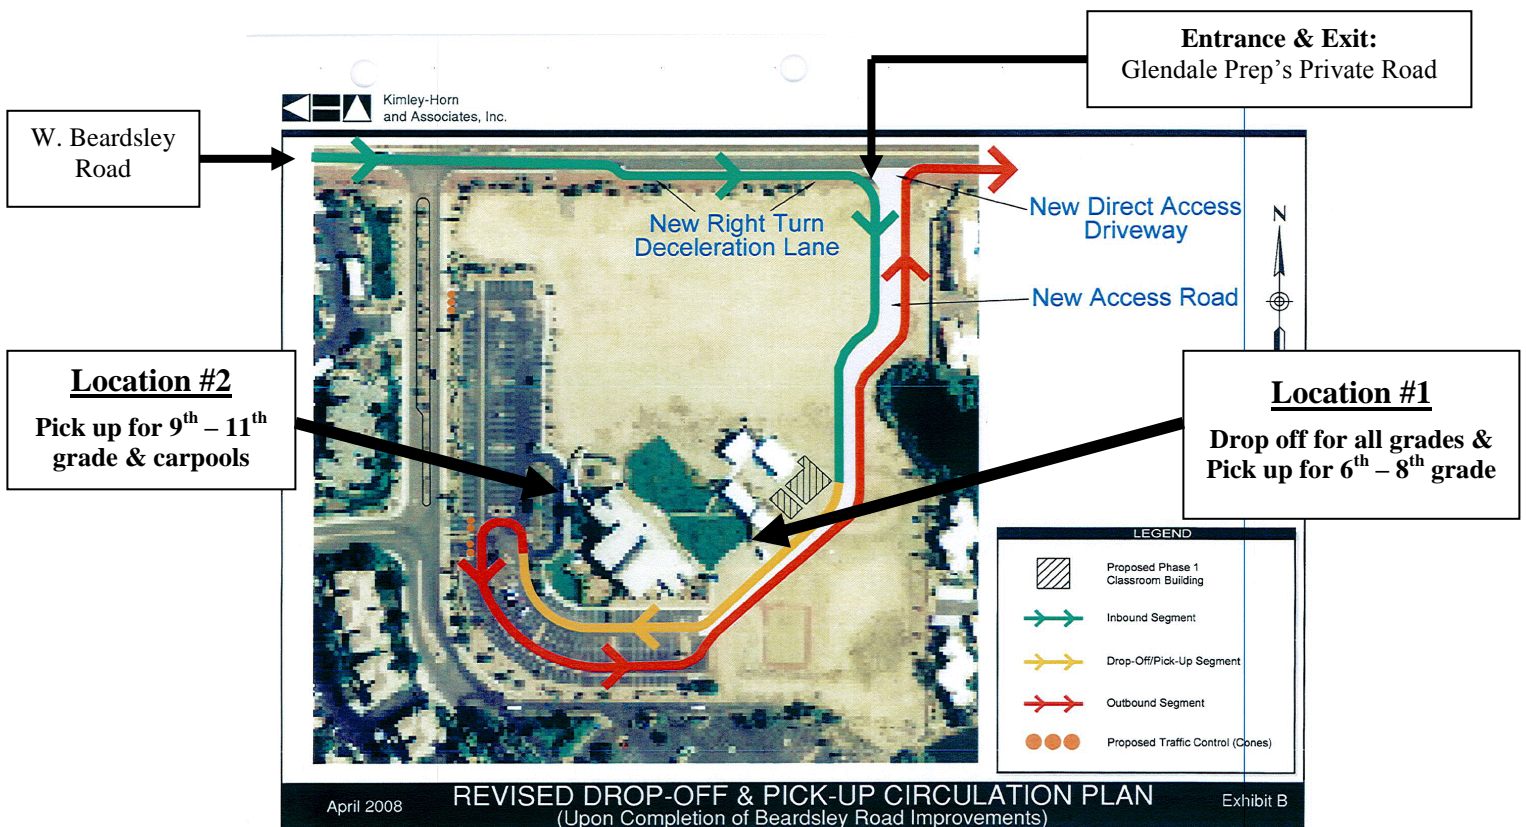 Entrance & Exit:
Glendale Prep's Private Road
Kimley-Horn
and Associates, Inc.
W. Beardsley
Road
New Right Turn
Deceleration Lane
New Direct Access
Driveway
N
New Access Road
Location #2
Pick up for 9th – 11th
grade & carpools
Location #1
Drop off for all grades &
Pick up for 6th – 8th grade
LEGEND
Proposed Phase 1
Classroom Building
Inbound Segment
Drop-Off/Pick-Up Segment
Outbound Segment
Proposed Traffic Control (Cones)
April 2008
REVISED DROP-OFF & PICK-UP CIRCULATION PLAN
(Upon Completion of Beardsley Road Improvements)
Exhibit B